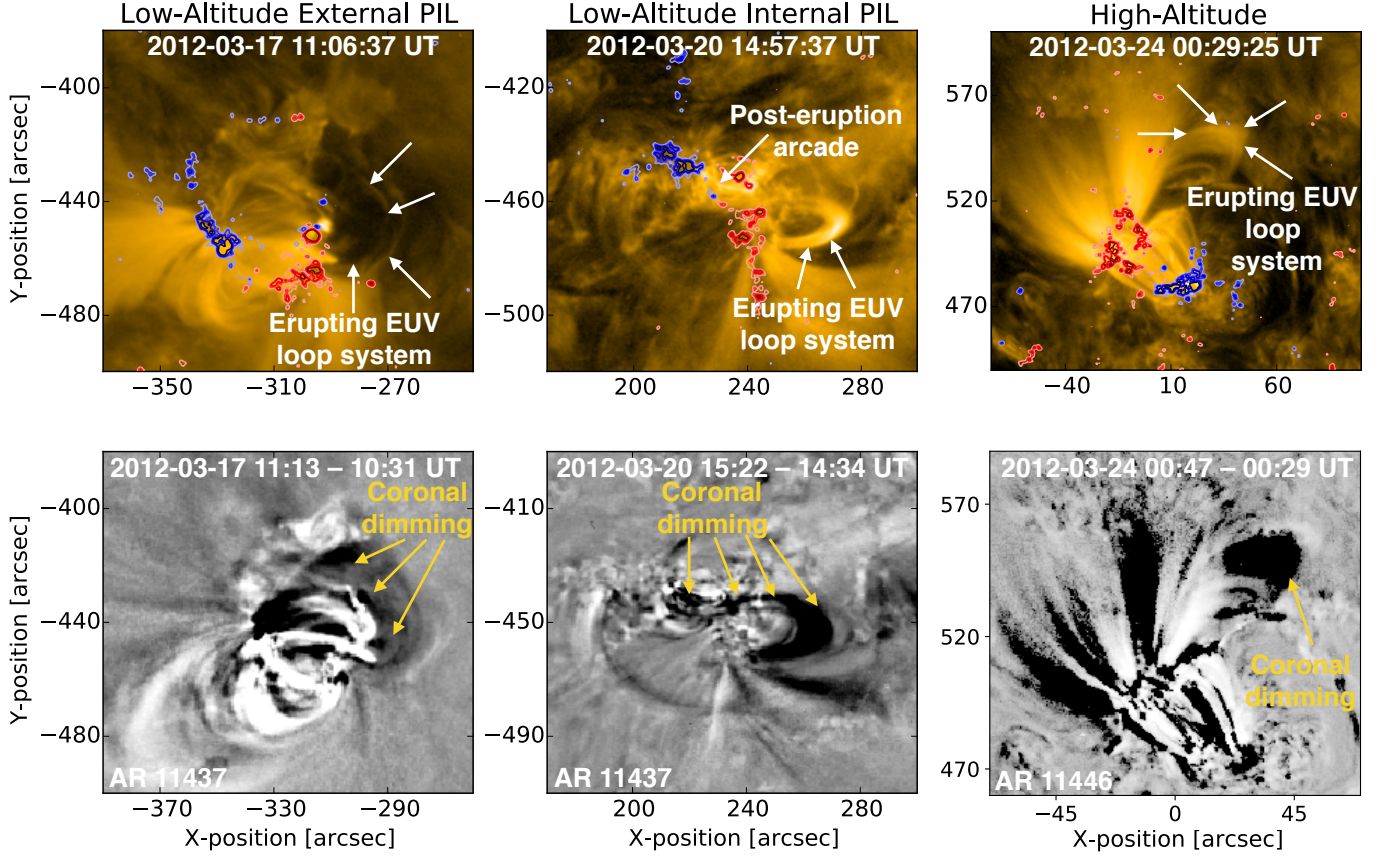 Low-Altitude External PIL
Low-Altitude Internal PIL
High-Altitude
2012-03-17 11:06:37 UT
2012-03-20 14:57:37 UT
2012-03-24 00:29:25 UT
Y-position [arcsec]
−400
−440
−480
−350
−310
−270
Erupting EUV
loop system
−420
−460
−500
200
240
280
Post-eruption
arcade
Erupting EUV
loop system
570
520
470
−40
10
60
Erupting EUV
loop
system
2012-03-17 11:13 – 10:31 UT
2012-03-20 15:22 – 14:34 UT
2012-03-24 00:47 – 00:29 UT
Y-position [arcsec]
−400
−440
−480
Coronal
dimming
AR 11437
−370
−330
−290
X-position [arcsec]
−410
−450
−490
Coronal
dimming
AR 11437
200
240
280
X-position [arcsec]
570
520
460
Coronal
dimming
AR 11446
−45
0
45
X-position [arcsec]